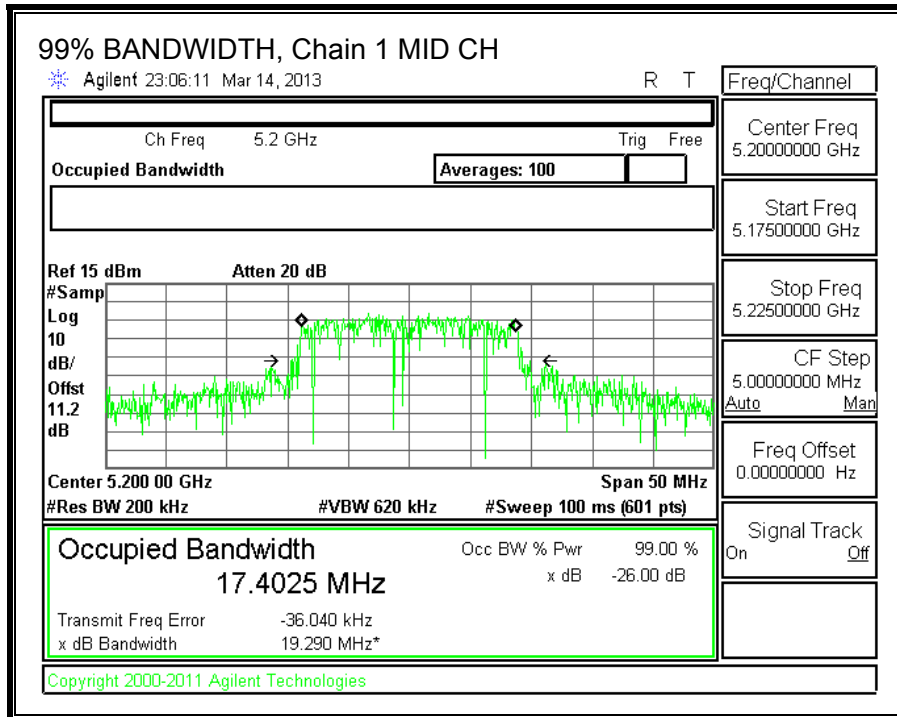 99% BANDWIDTH, Chain 1 MID CH
Agilent 23:06:11 Mar 14, 2013 R T
Ch Freq 5.2 GHz Trig Free
Occupied Bandwidth Averages: 100
Ref 15 dBm Atten 20 dB
#Samp
Log
10
dB/
Offst
11.2
dB
Center 5.200 00 GHz Span 50 MHz
#Res BW 200 kHz #VBW 620 kHz #Sweep 100 ms (601 pts)
Occupied Bandwidth Occ BW % Pwr 99.00 %
17.4025 MHz x dB -26.00 dB
Transmit Freq Error -36.040 kHz
x dB Bandwidth 19.290 MHz*
Copyright 2000-2011 Agilent Technologies
Freq/Channel
Center Freq
5.20000000 GHz
Start Freq
5.17500000 GHz
Stop Freq
5.22500000 GHz
CF Step
5.00000000 MHz
Auto Man
Freq Offset
0.00000000 Hz
Signal Track
On Off